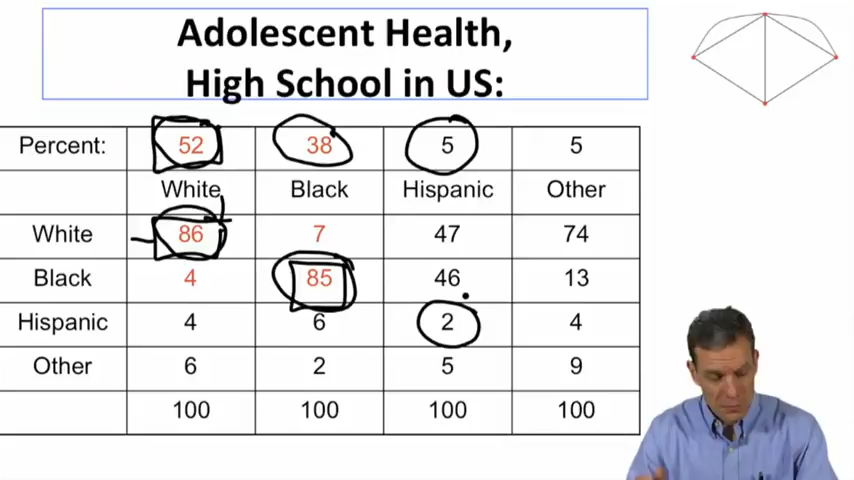 Adolescent Health,
High School in US:
Percent: 52 38 5 5
White Black Hispanic Other
White 86 7 47 74
Black 4 85 46 13
Hispanic 4 6 2 4
Other 6 2 5 9
100 100 100 100